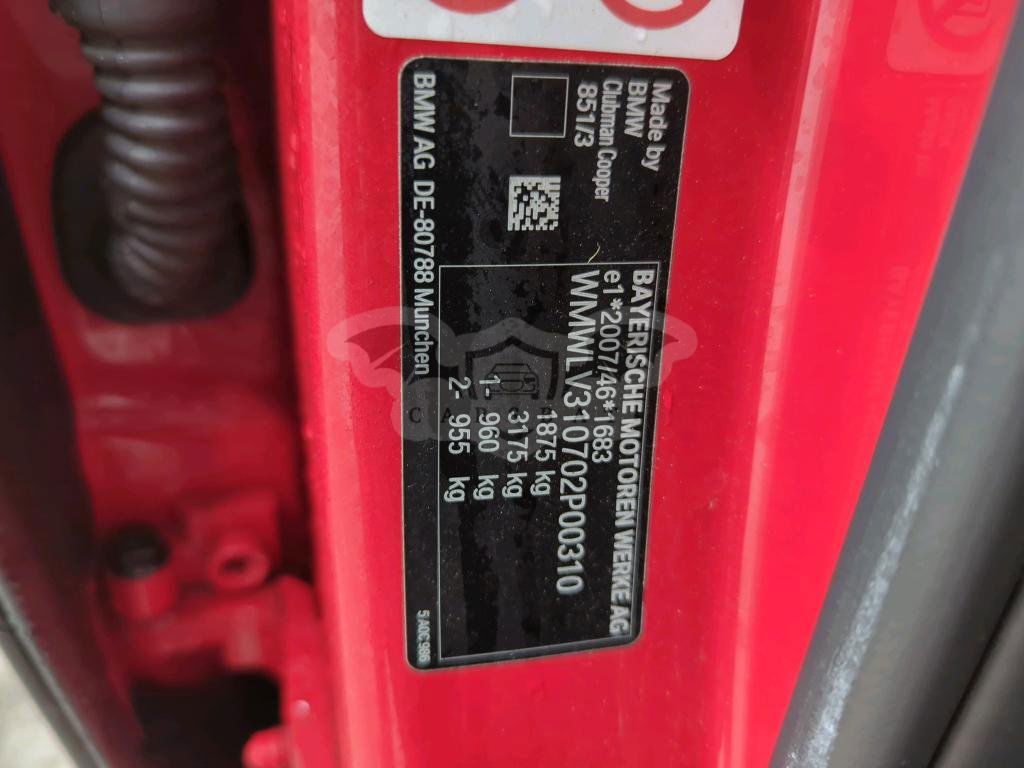 Made by
BMW
Clubman Cooper
851/3
BAYERISCHE MOTOREN WERKE AG
e1*2007/46*1683
WMWLV310702P00310
1875 kg
3175 kg
1- 960 kg
2- 955 kg
BMW AG DE-80788 Munchen